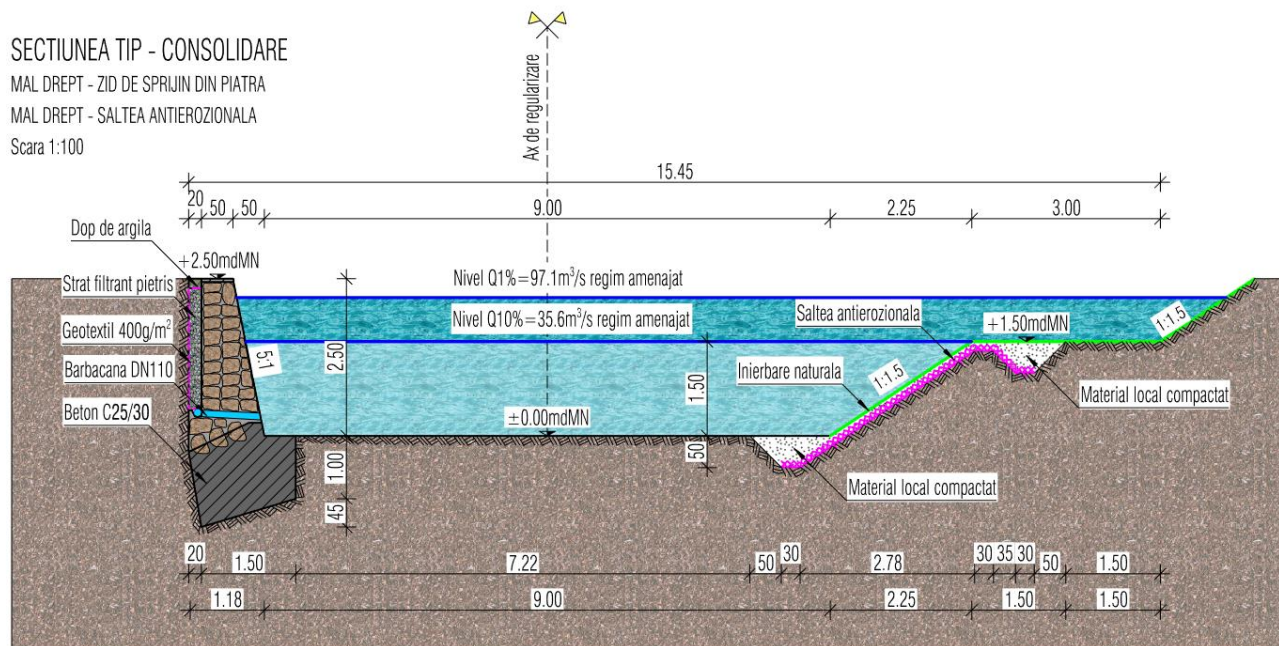 SECTIUNEA TIP - CONSOLIDARE
MAL DREPT - ZID DE SPRIJIN DIN PIATRA
MAL DREPT - SALTEA ANTIEROZIONALA
Scara 1:100
Ax de regularizare
15.45
20 50 50 9.00 2.25 3.00
Dop de argila
+2.50mdMN
Strat filtrant pietris
Geotextil 400g/m²
Barbacana DN110
Beton C25/30
5:1
2.50
1.00
45
Nivel Q1%=97.1m³/s regim amenajat
Nivel Q10%=35.6m³/s regim amenajat
±0.00mdMN
1.50
50
Saltea antierozionala
+1.50mdMN
1:1.5
Inierbare naturala
1:1.5
Material local compactat
Material local compactat
20 1.50 7.22 50 30 2.78 30 35 30 50 1.50
1.18 9.00 2.25 1.50 1.50